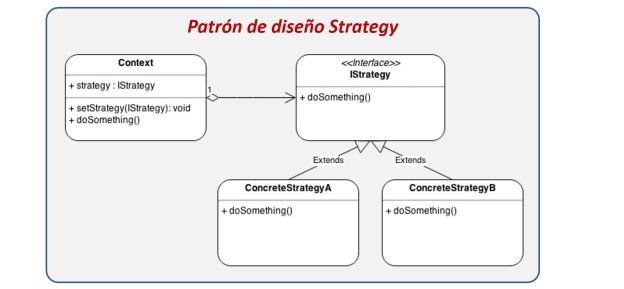 Patrón de diseño Strategy
Context
+ strategy : IStrategy
+ setStrategy(IStrategy): void
+ doSomething()
1
<<Interface>>
IStrategy
+ doSomething()
Extends
Extends
ConcreteStrategyA
+ doSomething()
ConcreteStrategyB
+ doSomething()